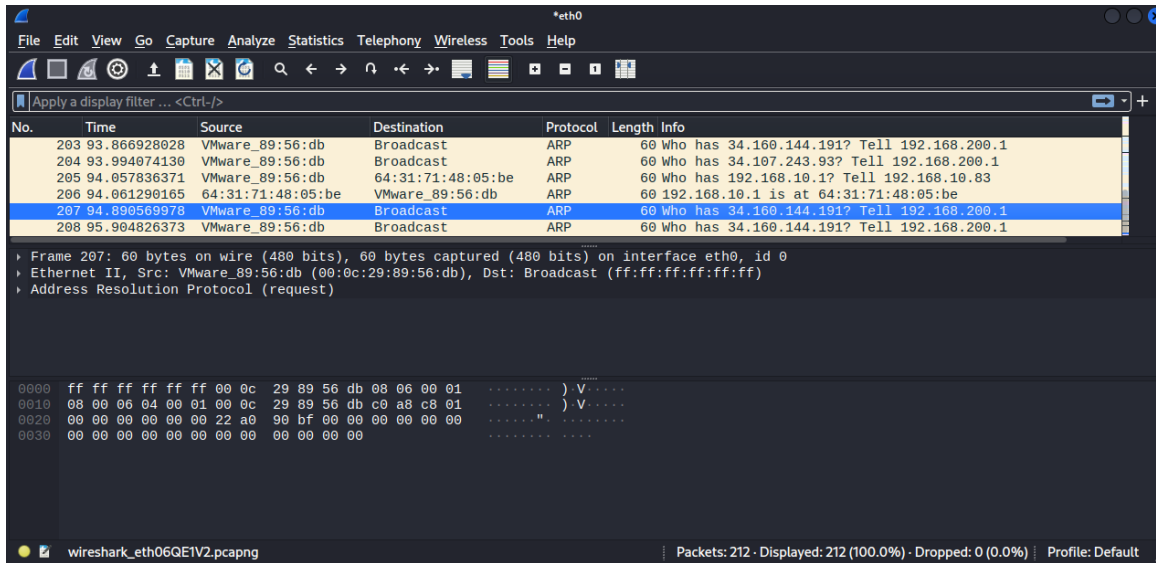 *eth0
File Edit View Go Capture Analyze Statistics Telephony Wireless Tools Help
Apply a display filter … <Ctrl-/>
No. Time Source Destination Protocol Length Info
203 93.866928028 VMware_89:56:db Broadcast ARP 60 Who has 34.160.144.191? Tell 192.168.200.1
204 93.994074130 VMware_89:56:db Broadcast ARP 60 Who has 34.107.243.93? Tell 192.168.200.1
205 94.057836371 VMware_89:56:db 64:31:71:48:05:be ARP 60 Who has 192.168.10.1? Tell 192.168.10.83
206 94.061290165 64:31:71:48:05:be VMware_89:56:db ARP 60 192.168.10.1 is at 64:31:71:48:05:be
207 94.890569978 VMware_89:56:db Broadcast ARP 60 Who has 34.160.144.191? Tell 192.168.200.1
208 95.904826373 VMware_89:56:db Broadcast ARP 60 Who has 34.160.144.191? Tell 192.168.200.1
Frame 207: 60 bytes on wire (480 bits), 60 bytes captured (480 bits) on interface eth0, id 0
Ethernet II, Src: VMware_89:56:db (00:0c:29:89:56:db), Dst: Broadcast (ff:ff:ff:ff:ff:ff)
Address Resolution Protocol (request)
0000 ff ff ff ff ff ff 00 0c 29 89 56 db 08 06 00 01 ········ )·V·····
0010 08 00 06 04 00 01 00 0c 29 89 56 db c0 a8 c8 01 ········ )·V·····
0020 00 00 00 00 00 00 22 a0 90 bf 00 00 00 00 00 00 ······"· ········
0030 00 00 00 00 00 00 00 00 00 00 00 00 ········ ····
wireshark_eth06QE1V2.pcapng Packets: 212 · Displayed: 212 (100.0%) · Dropped: 0 (0.0%) Profile: Default